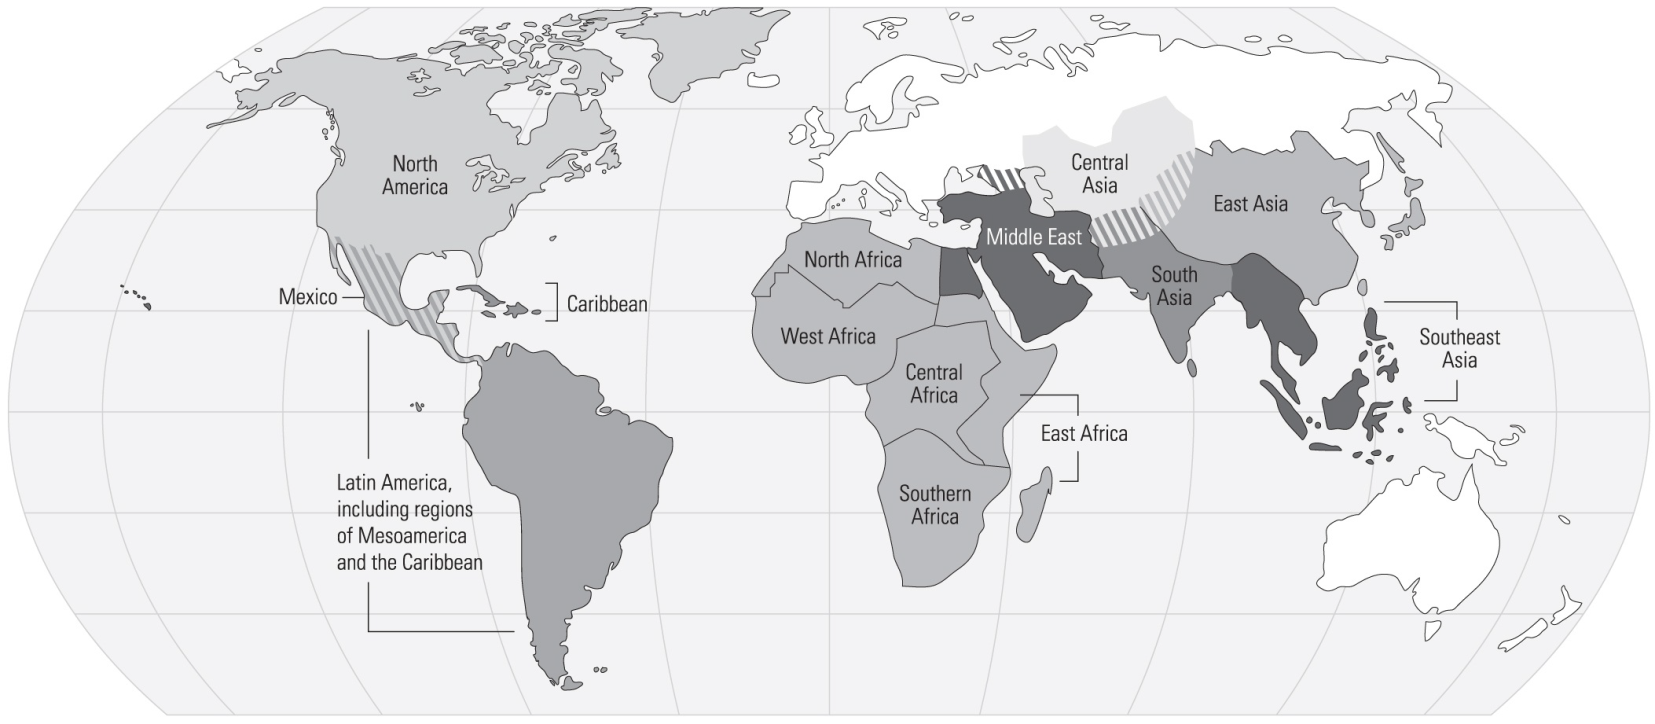 North
America
Central
Asia
East Asia
Middle East
North Africa
South
Asia
Mexico
Caribbean
West Africa
Southeast
Asia
Central
Africa
East Africa
Latin America,
including regions
of Mesoamerica
and the Caribbean
Southern
Africa